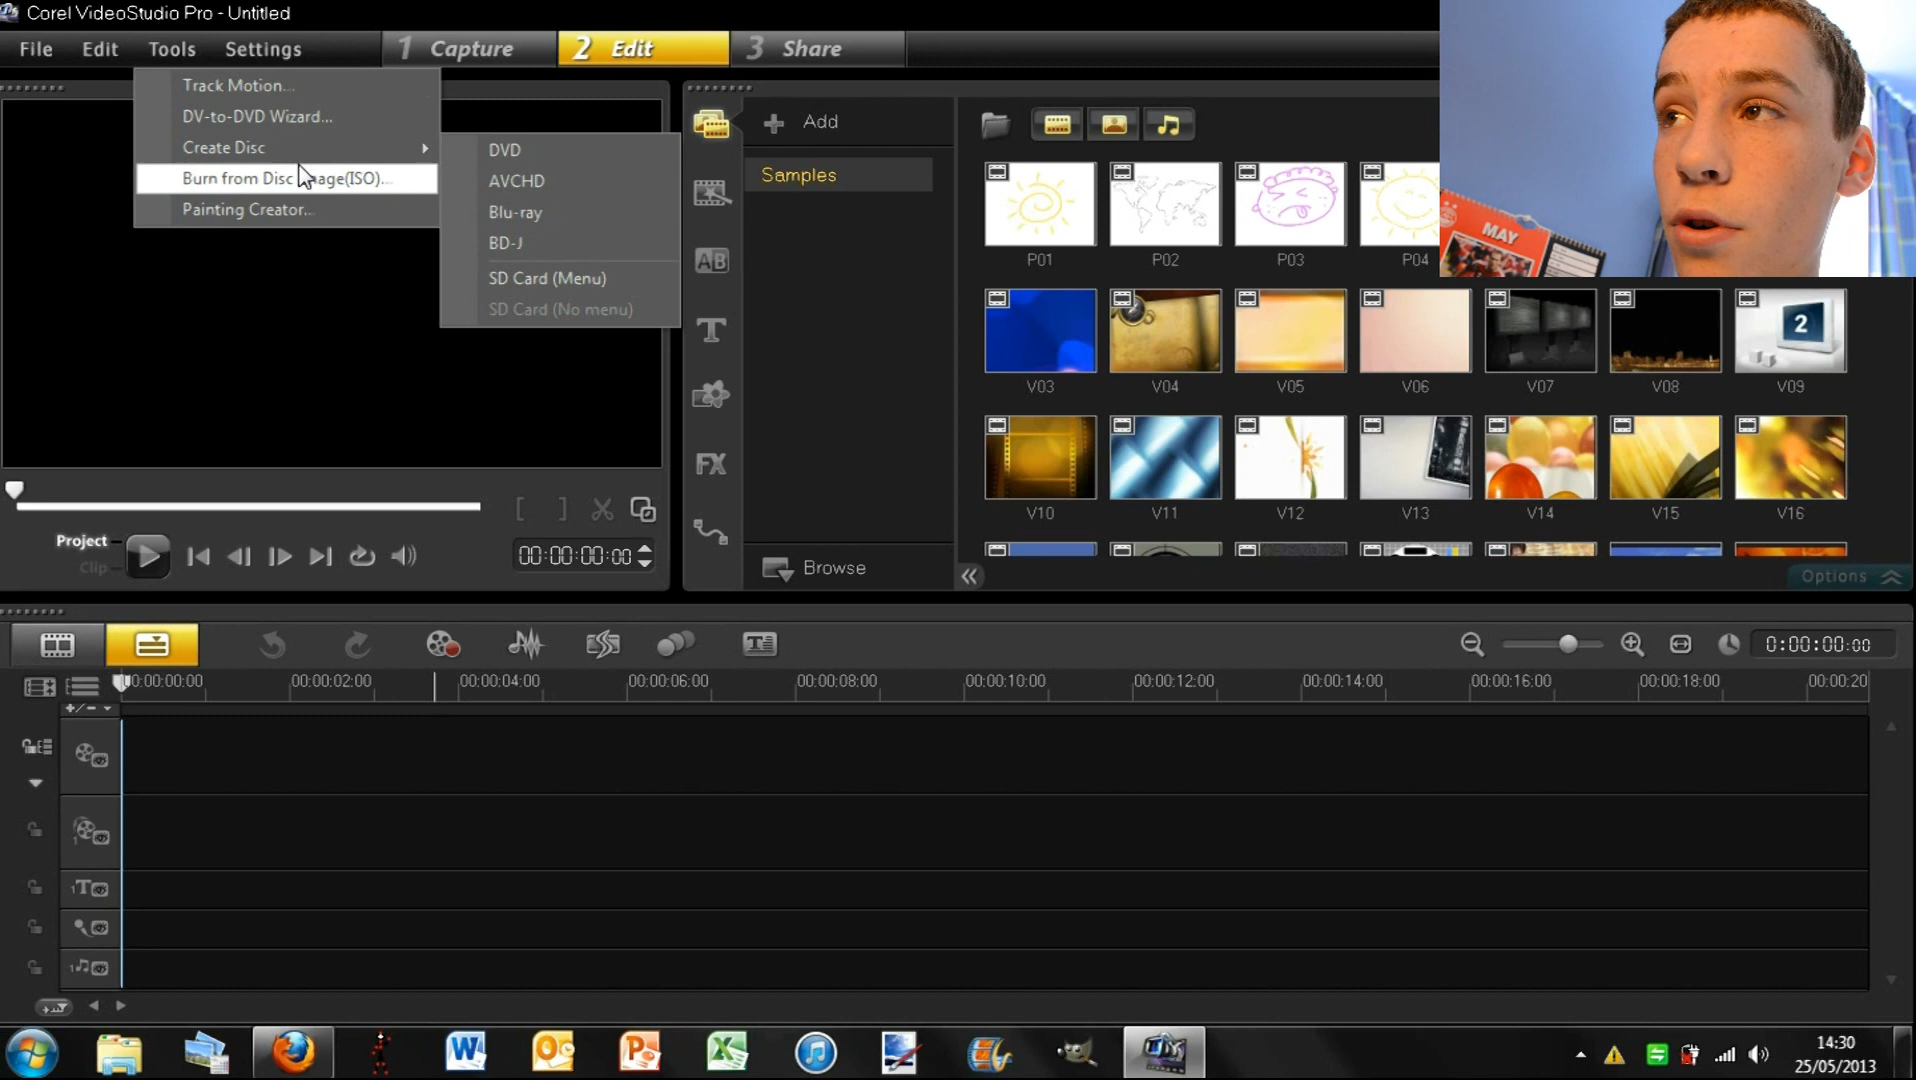 Corel VideoStudio Pro - Untitled
File Edit Tools Settings 1 Capture 2 Edit 3 Share
Track Motion...
DV-to-DVD Wizard...
Create Disc
Burn from Disc Image(ISO)...
Painting Creator...
DVD
AVCHD
Blu-ray
BD-J
SD Card (Menu)
SD Card (No menu)
Add
Samples
Browse
AB
T
FX
MAY
P01 P02 P03 P04
2
V03 V04 V05 V06 V07 V08 V09
V10 V11 V12 V13 V14 V15 V16
Options
Project
Clip
[ ] 00:00:00:00
0:00:00:00
00:00:00:00 00:00:02:00 00:00:04:00 00:00:06:00 00:00:08:00 00:00:10:00 00:00:12:00 00:00:14:00 00:00:16:00 00:00:18:00 00:00:20
+/-
1
1T
1
14:30
25/05/2013